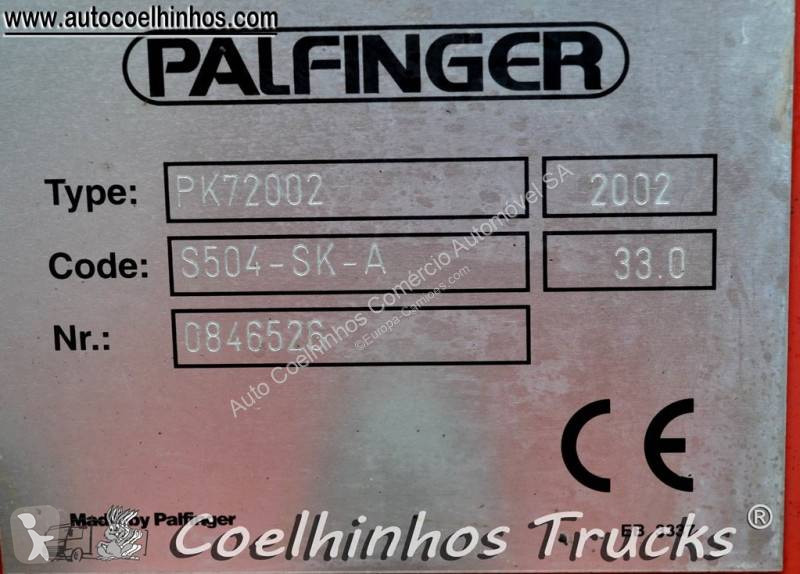 www.autocoelhinhos.com
PALFINGER
Type: PK72002 2002
Code: S504-SK-A 33.0
Nr.: 0846526
Auto Coelhinhos Comércio Automóvel SA
©Europa-Camiões.com
CE
Made by Palfinger
®
Coelhinhos Trucks